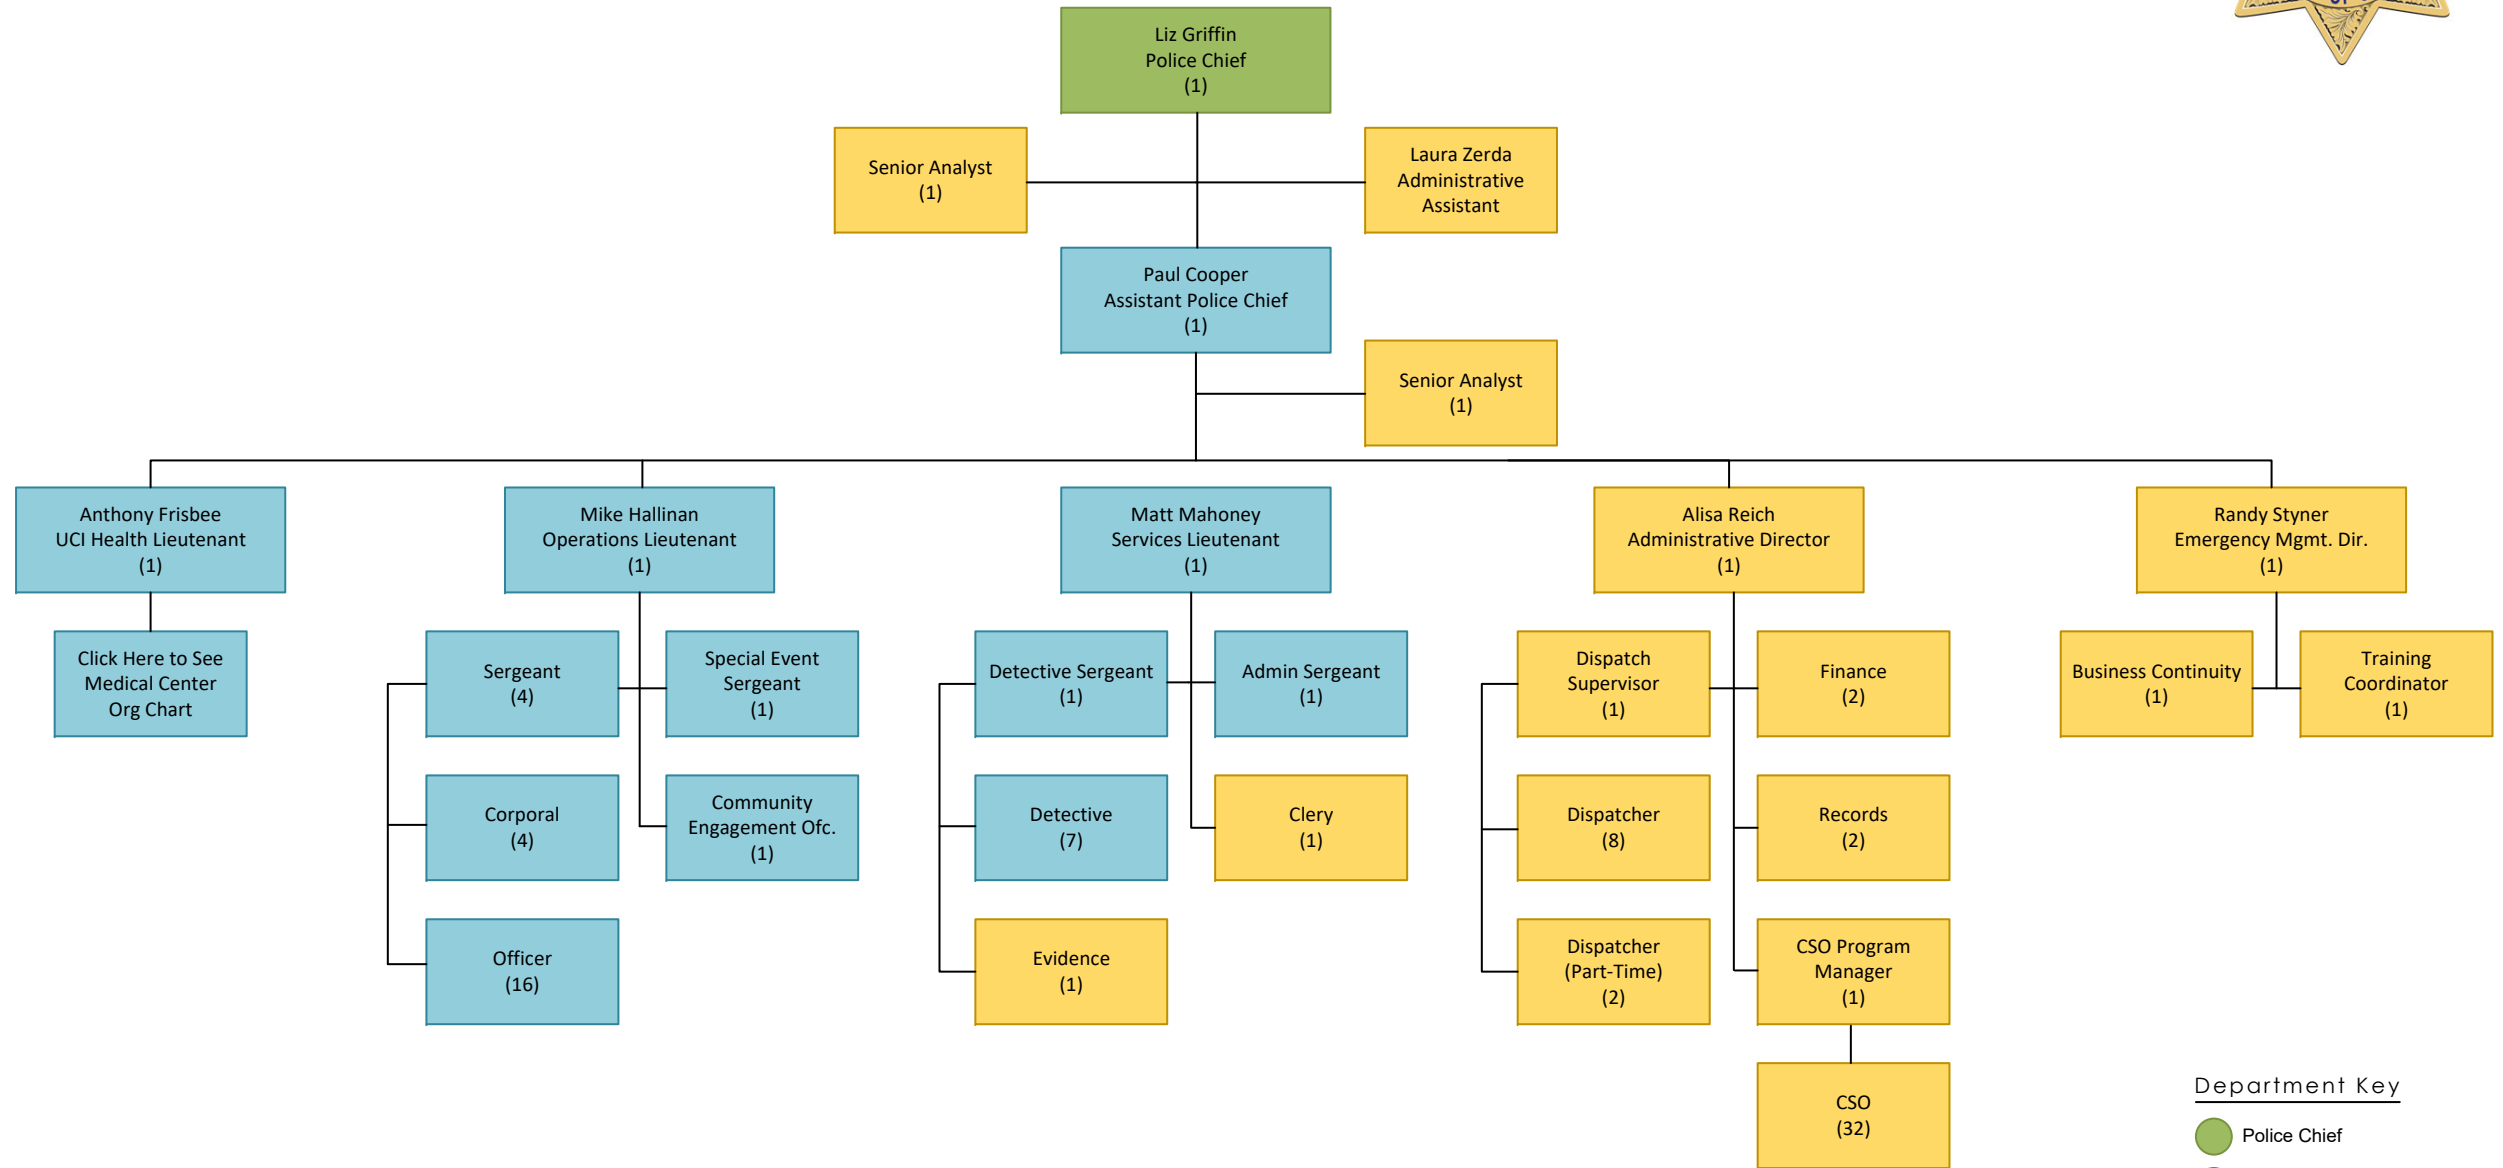 Liz Griffin
Police Chief
(1)
Senior Analyst
(1)
Laura Zerda
Administrative
Assistant
Paul Cooper
Assistant Police Chief
(1)
Senior Analyst
(1)
Anthony Frisbee
UCI Health Lieutenant
(1)
Mike Hallinan
Operations Lieutenant
(1)
Matt Mahoney
Services Lieutenant
(1)
Alisa Reich
Administrative Director
(1)
Randy Styner
Emergency Mgmt. Dir.
(1)
Click Here to See
Medical Center
Org Chart
Sergeant
(4)
Special Event
Sergeant
(1)
Detective Sergeant
(1)
Admin Sergeant
(1)
Dispatch
Supervisor
(1)
Finance
(2)
Business Continuity
(1)
Training
Coordinator
(1)
Corporal
(4)
Community
Engagement Ofc.
(1)
Detective
(7)
Clery
(1)
Dispatcher
(8)
Records
(2)
Officer
(16)
Evidence
(1)
Dispatcher
(Part-Time)
(2)
CSO Program
Manager
(1)
CSO
(32)
Department Key
Police Chief